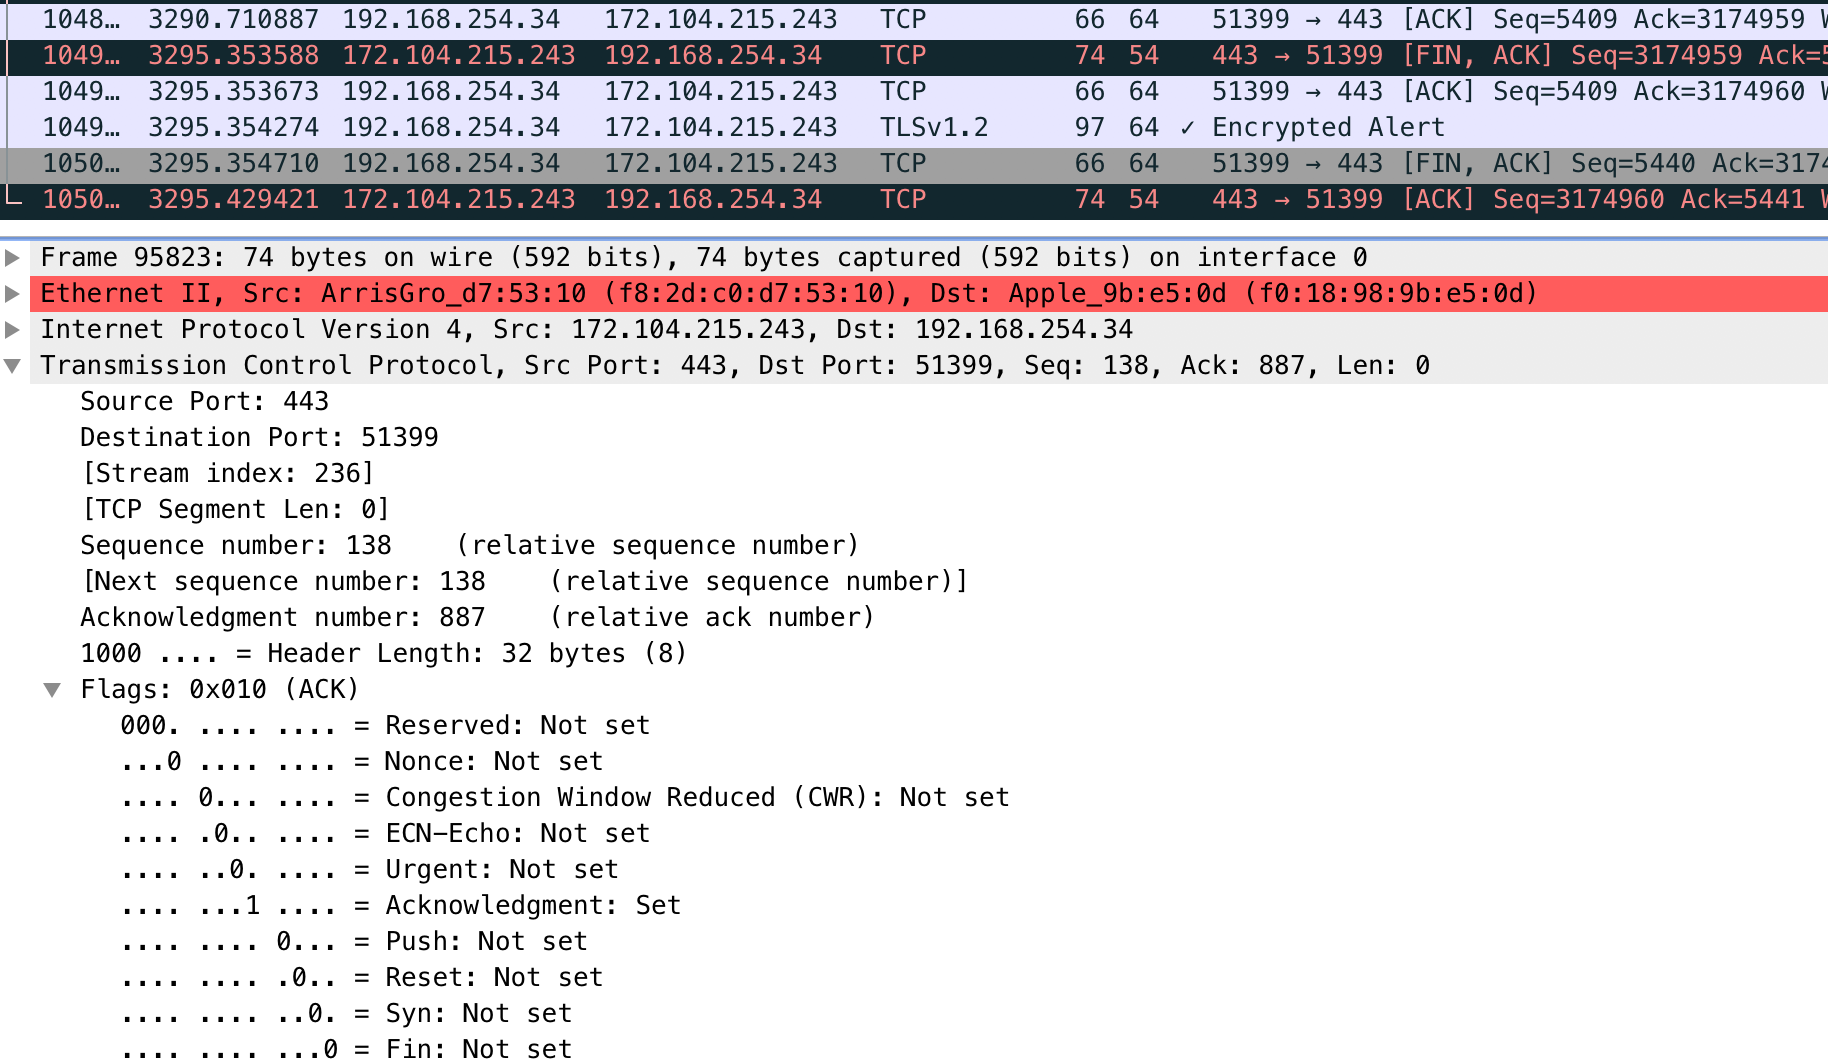 1048… 3290.710887 192.168.254.34 172.104.215.243 TCP 66 64 51399 → 443 [ACK] Seq=5409 Ack=3174959
1049… 3295.353588 172.104.215.243 192.168.254.34 TCP 74 54 443 → 51399 [FIN, ACK] Seq=3174959 Ack=5
1049… 3295.353673 192.168.254.34 172.104.215.243 TCP 66 64 51399 → 443 [ACK] Seq=5409 Ack=3174960
1049… 3295.354274 192.168.254.34 172.104.215.243 TLSv1.2 97 64 ✓ Encrypted Alert
1050… 3295.354710 192.168.254.34 172.104.215.243 TCP 66 64 51399 → 443 [FIN, ACK] Seq=5440 Ack=3174
1050… 3295.429421 172.104.215.243 192.168.254.34 TCP 74 54 443 → 51399 [ACK] Seq=3174960 Ack=5441
Frame 95823: 74 bytes on wire (592 bits), 74 bytes captured (592 bits) on interface 0
Ethernet II, Src: ArrisGro_d7:53:10 (f8:2d:c0:d7:53:10), Dst: Apple_9b:e5:0d (f0:18:98:9b:e5:0d)
Internet Protocol Version 4, Src: 172.104.215.243, Dst: 192.168.254.34
Transmission Control Protocol, Src Port: 443, Dst Port: 51399, Seq: 138, Ack: 887, Len: 0
Source Port: 443
Destination Port: 51399
[Stream index: 236]
[TCP Segment Len: 0]
Sequence number: 138    (relative sequence number)
[Next sequence number: 138    (relative sequence number)]
Acknowledgment number: 887    (relative ack number)
1000 .... = Header Length: 32 bytes (8)
Flags: 0x010 (ACK)
000. .... .... = Reserved: Not set
...0 .... .... = Nonce: Not set
.... 0... .... = Congestion Window Reduced (CWR): Not set
.... .0.. .... = ECN-Echo: Not set
.... ..0. .... = Urgent: Not set
.... ...1 .... = Acknowledgment: Set
.... .... 0... = Push: Not set
.... .... .0.. = Reset: Not set
.... .... ..0. = Syn: Not set
.... .... ...0 = Fin: Not set